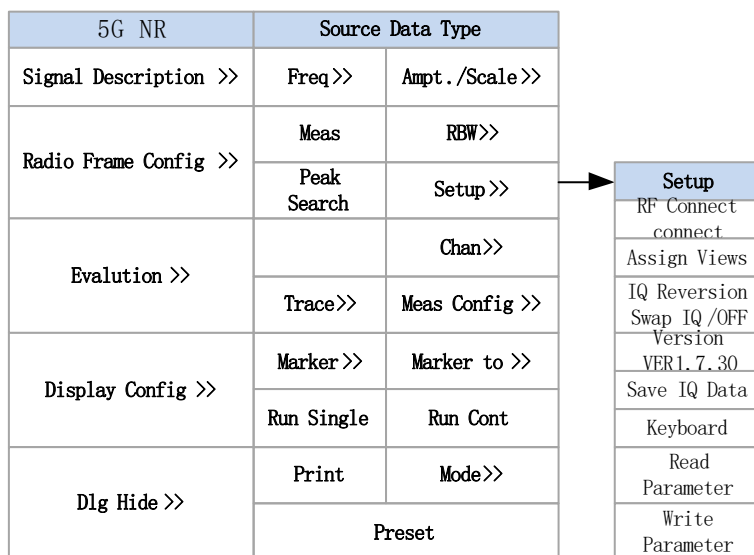 5G NR
Source Data Type
Signal Description >>
Freq>>
Ampt./Scale>>
Radio Frame Config >>
Meas
RBW>>
Peak
Search
Setup>>
Evalution >>
Chan>>
Trace>>
Meas Config >>
Display Config >>
Marker>>
Marker to >>
Run Single
Run Cont
Dlg Hide >>
Print
Mode>>
Preset
Setup
RF Connect
connect
Assign Views
IQ Reversion
Swap IQ/OFF
Version
VER1.7.30
Save IQ Data
Keyboard
Read
Parameter
Write
Parameter